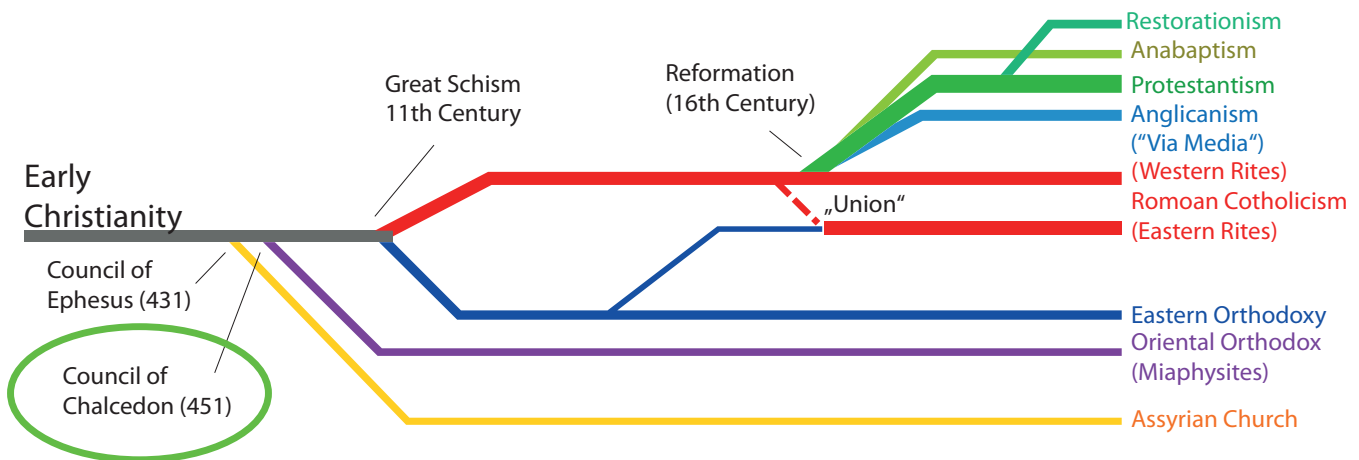 Restorationism
Anabaptism
Reformation
(16th Century)
Protestantism
Great Schism
11th Century
Anglicanism
(“Via Media“)
Early
Christianity
(Western Rites)
Romoan Cotholicism
(Eastern Rites)
„Union“
Council of
Ephesus (431)
Eastern Orthodoxy
Oriental Orthodox
(Miaphysites)
Council of
Chalcedon (451)
Assyrian Church